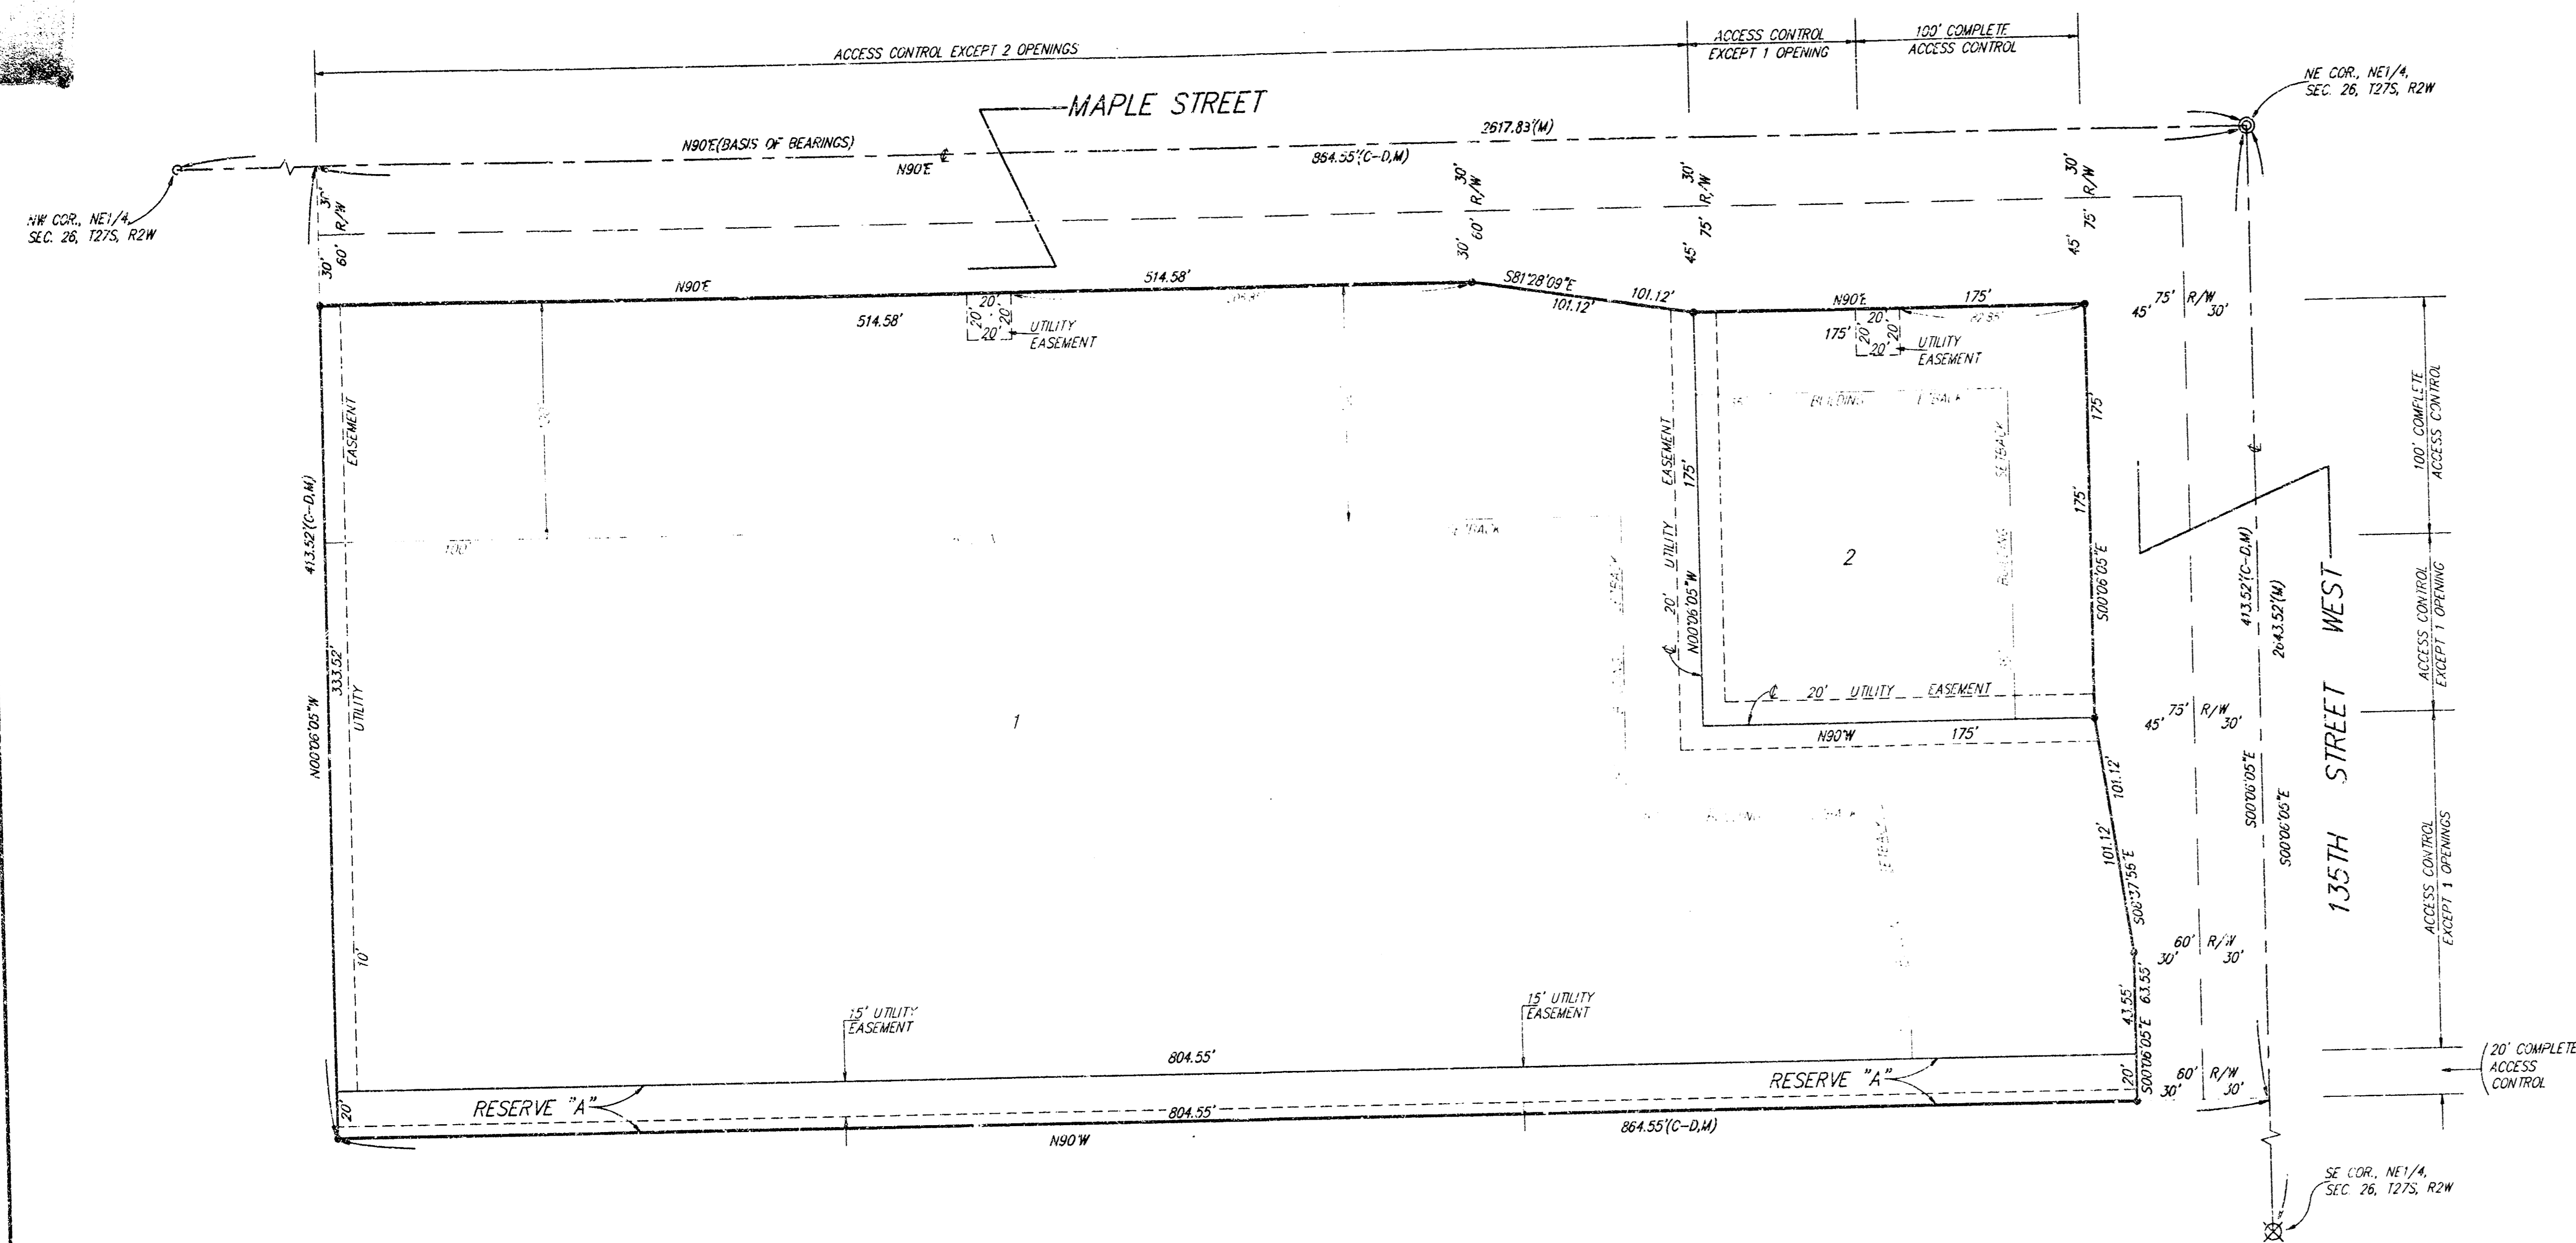 ACCESS CONTROL EXCEPT 2 OPENINGS
ACCESS CONTROL
EXCEPT 1 OPENING
100' COMPLETE
ACCESS CONTROL
NE COR., NE1/4,
SEC. 26, T27S, R2W
MAPLE STREET
2617.83'(M)
N90°E(BASIS OF BEARINGS)
864.55'(C-D,M)
N90°E
NW COR., NE1/4,
SEC. 26, T27S, R2W
30'
60' R/W
30'
30'
60' R/W
30'
30'
75' R/W
45'
30'
75' R/W
45'
N90°E
514.58'
514.58'
S81°28'09"E
101.12'
101.12'
N90°E
175'
175'
20'
20'
20'
20'
UTILITY
EASEMENT
20'
20'
20'
20'
UTILITY
EASEMENT
75' R/W
45'
30'
EASEMENT
UTILITY
10'
413.52'(C-D,M)
333.52'
N00°06'05"W
100'
SETBACK
BUILDING
SETBACK
BUILDING
20' UTILITY EASEMENT
175'
N00°06'05"W
℄
2
175'
175'
S00°06'05"E
℄ 20' UTILITY EASEMENT
N90°W
175'
1
100' COMPLETE
ACCESS CONTROL
ACCESS CONTROL
EXCEPT 1 OPENING
ACCESS CONTROL
EXCEPT 1 OPENINGS
413.52'(C-D,M)
2643.52'(M)
S00°06'05"E
S00°06'05"E
135TH STREET WEST
75' R/W
45'
30'
101.12'
101.12'
60' R/W
30'
30'
63.55'
43.55'
S00°06'05"E
20'
60' R/W
30'
30'
20' COMPLETE
ACCESS
CONTROL
15' UTILITY
EASEMENT
15' UTILITY
EASEMENT
804.55'
RESERVE "A"
RESERVE "A"
20'
804.55'
N90°W
864.55'(C-D,M)
SE COR., NE1/4,
SEC. 26, T27S, R2W